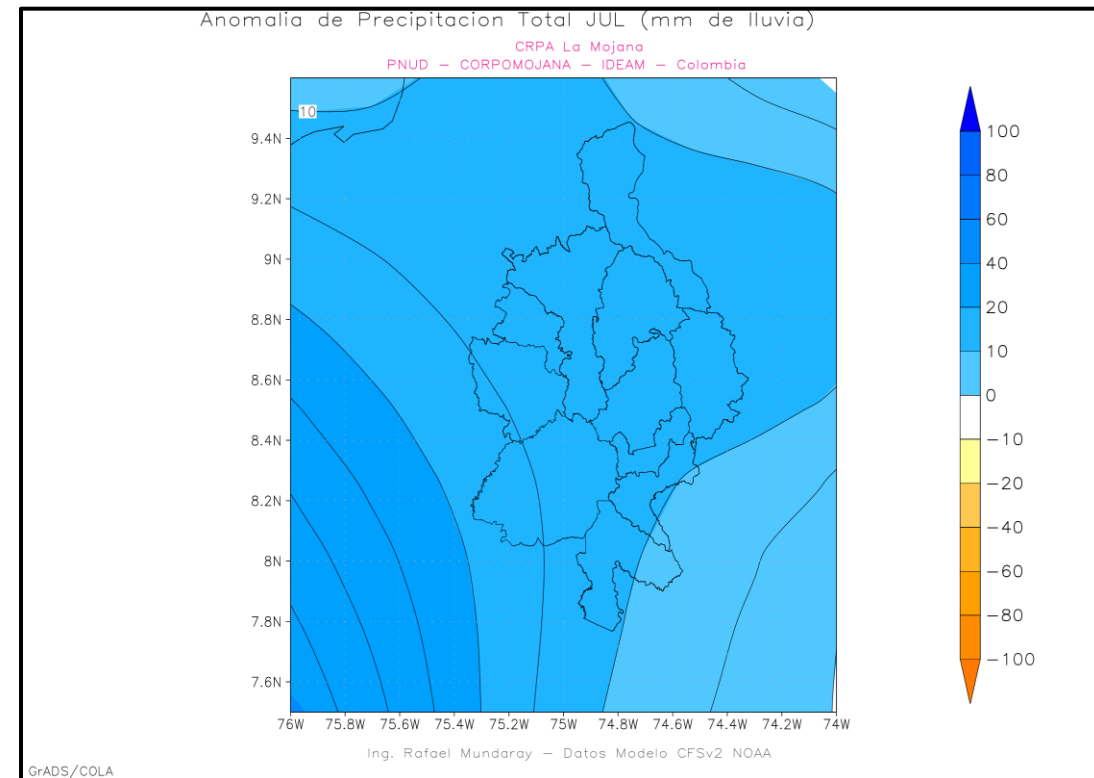 Anomalia de Precipitacion Total JUL (mm de lluvia)
CRPA La Mojana
PNUD – CORPOMOJANA – IDEAM – Colombia
10
9.4N
9.2N
9N
8.8N
8.6N
8.4N
8.2N
8N
7.8N
7.6N
76W 75.8W 75.6W 75.4W 75.2W 75W 74.8W 74.6W 74.4W 74.2W 74W
100
80
60
40
20
10
0
−10
−20
−40
−60
−80
−100
Ing. Rafael Mundaray – Datos Modelo CFSv2 NOAA
GrADS/COLA